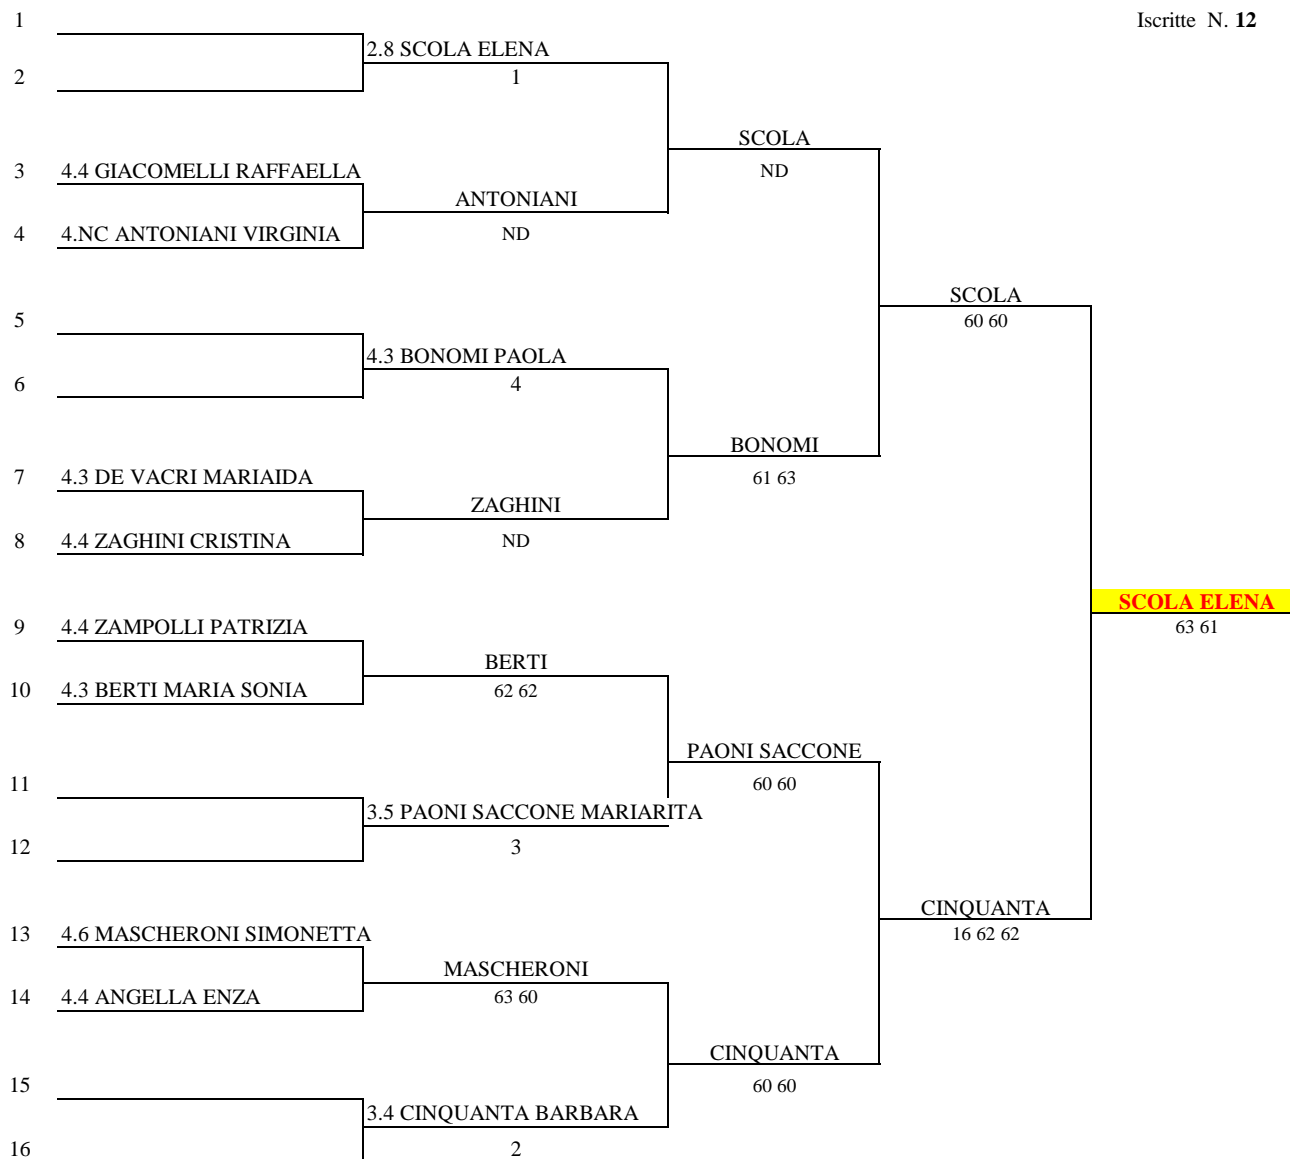 1
Iscritte N. 12
2.8 SCOLA ELENA
2
1
SCOLA
3
4.4 GIACOMELLI RAFFAELLA
ND
ANTONIANI
4
4.NC ANTONIANI VIRGINIA
ND
SCOLA
5
60 60
4.3 BONOMI PAOLA
6
4
BONOMI
7
4.3 DE VACRI MARIAIDA
61 63
ZAGHINI
8
4.4 ZAGHINI CRISTINA
ND
SCOLA ELENA
9
4.4 ZAMPOLLI PATRIZIA
63 61
BERTI
10
4.3 BERTI MARIA SONIA
62 62
PAONI SACCONE
11
60 60
3.5 PAONI SACCONE MARIARITA
12
3
CINQUANTA
13
4.6 MASCHERONI SIMONETTA
16 62 62
MASCHERONI
14
4.4 ANGELLA ENZA
63 60
CINQUANTA
15
60 60
3.4 CINQUANTA BARBARA
16
2